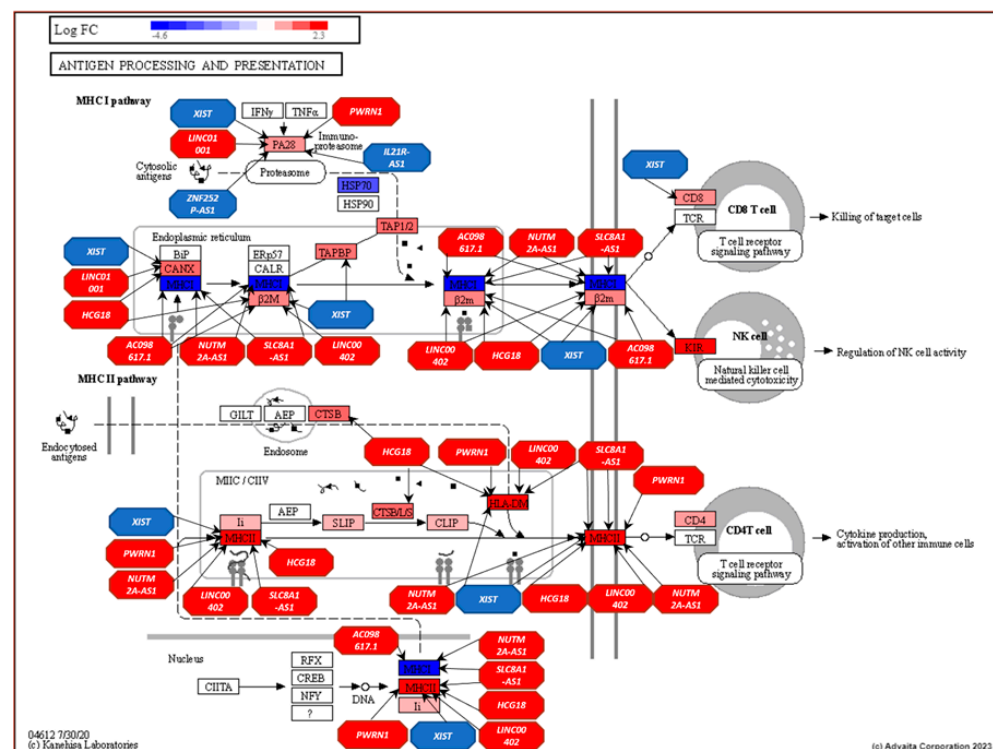 Log FC
-4.6 2.3
ANTIGEN PROCESSING AND PRESENTATION
MHC I pathway
XIST
IFNγ
TNFα
PWRN1
LINC01
001
PA28
Immuno-
proteasome
IL21R-
AS1
Cytosolic
antigens
Proteasome
ZNF252
P-AS1
HSP70
HSP90
XIST
CD8
TCR
CD8 T cell
T cell receptor
signaling pathway
Killing of target cells
TAP1/2
Endoplasmic reticulum
XIST
BiP
CANX
MHCI
LINC01
001
HCG18
ERp57
CALR
MHCI
β2M
TAPBP
XIST
AC098
617.1
NUTM
2A-AS1
SLC8A1
-AS1
MHCI
β2m
MHCI
β2m
AC098
617.1
NUTM
2A-AS1
SLC8A1
-AS1
LINC00
402
LINC00
402
HCG18
XIST
AC098
617.1
KIR
NK cell
Natural killer cell
mediated cytotoxicity
Regulation of NK cell activity
MHC II pathway
Endocytosed
antigens
GILT
AEP
CTSB
Endosome
HCG18
PWRN1
LINC00
402
SLC8A1
-AS1
PWRN1
MIIC / CIIV
XIST
PWRN1
NUTM
2A-AS1
Ii
MHCII
AEP
SLIP
CTSB/L/S
CLIP
HLA-DM
MHCII
CD4
TCR
CD4 T cell
T cell receptor
signaling pathway
Cytokine production,
activation of other immune cells
HCG18
LINC00
402
SLC8A1
-AS1
NUTM
2A-AS1
XIST
HCG18
LINC00
402
NUTM
2A-AS1
Nucleus
AC098
617.1
NUTM
2A-AS1
SLC8A1
-AS1
HCG18
LINC00
402
CIITA
RFX
CREB
NFY
?
DNA
MHCI
MHCII
Ii
PWRN1
XIST
04612 7/30/20
(c) Kanehisa Laboratories
(c) Advaita Corporation 2023